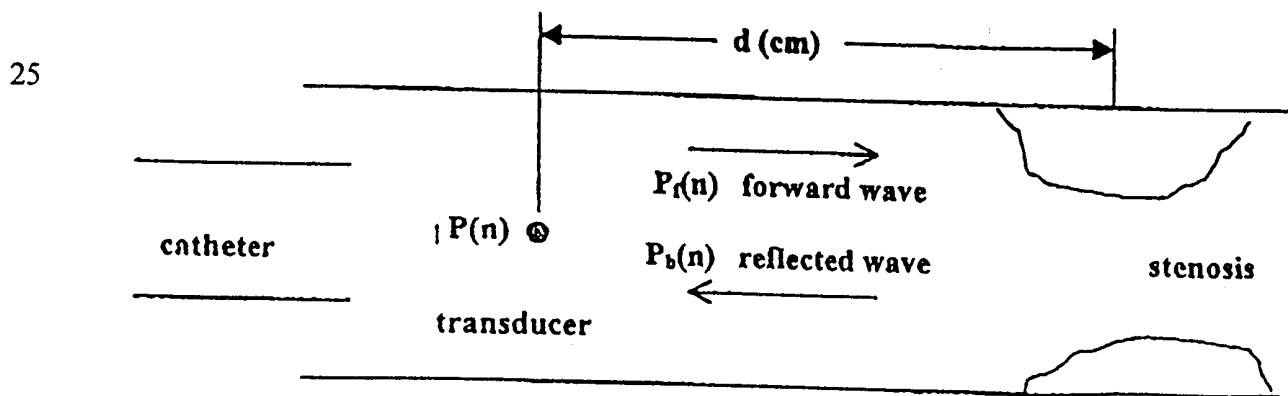 d (cm)
25
Pf(n) forward wave
P(n)
catheter
Pb(n) reflected wave
stenosis
transducer